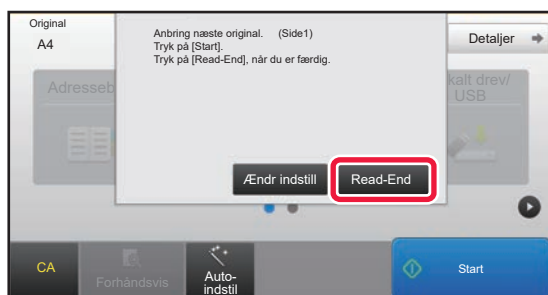 Original
A4
Anbring næste original. (Side1)
Tryk på [Start].
Tryk på [Read-End], når du er færdig.
Detaljer
Adresseb
kalt drev/
USB
Ændr indstill
Read-End
CA
Forhåndsvis
Auto-
indstil
Start